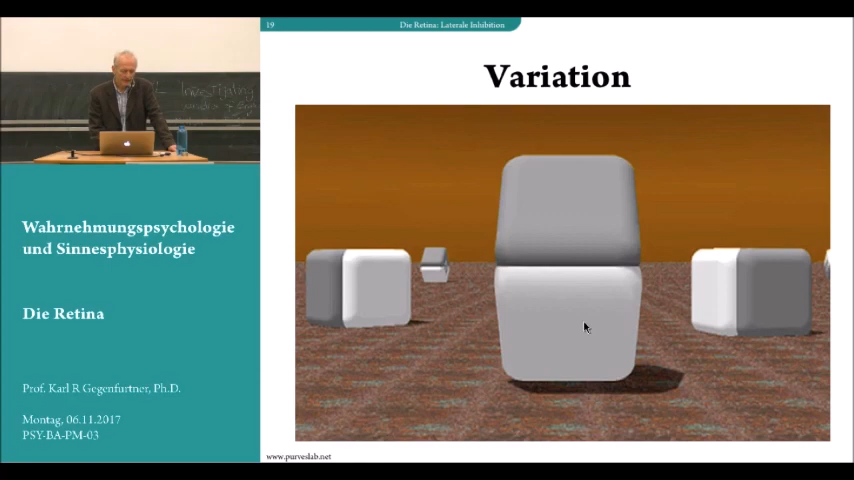 19
Die Retina: Laterale Inhibition
Variation
Wahrnehmungspsychologie
und Sinnesphysiologie
Die Retina
Prof. Karl R Gegenfurtner, Ph.D.
Montag, 06.11.2017
PSY-BA-PM-03
www.purveslab.net